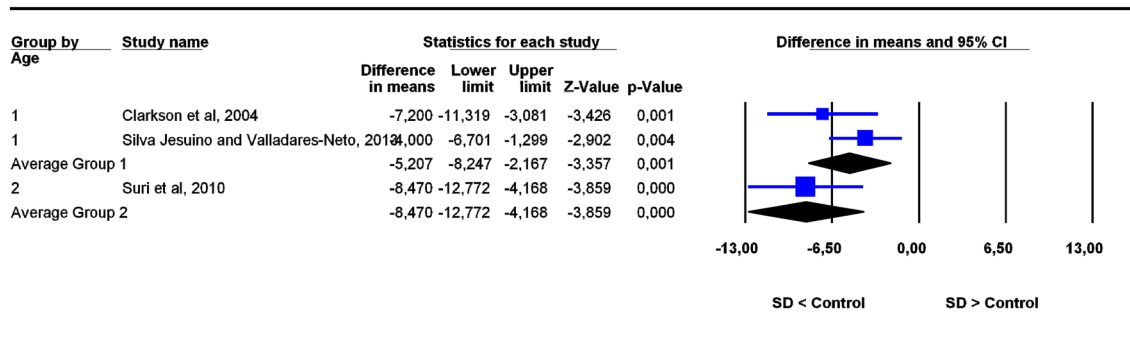 Group by Study name Statistics for each study Difference in means and 95% CI
Age
Difference Lower Upper
in means limit limit Z-Value p-Value
1 Clarkson et al, 2004 -7,200 -11,319 -3,081 -3,426 0,001
1 Silva Jesuino and Valladares-Neto, 2013 -4,000 -6,701 -1,299 -2,902 0,004
Average Group 1 -5,207 -8,247 -2,167 -3,357 0,001
2 Suri et al, 2010 -8,470 -12,772 -4,168 -3,859 0,000
Average Group 2 -8,470 -12,772 -4,168 -3,859 0,000
-13,00 -6,50 0,00 6,50 13,00
SD < Control SD > Control